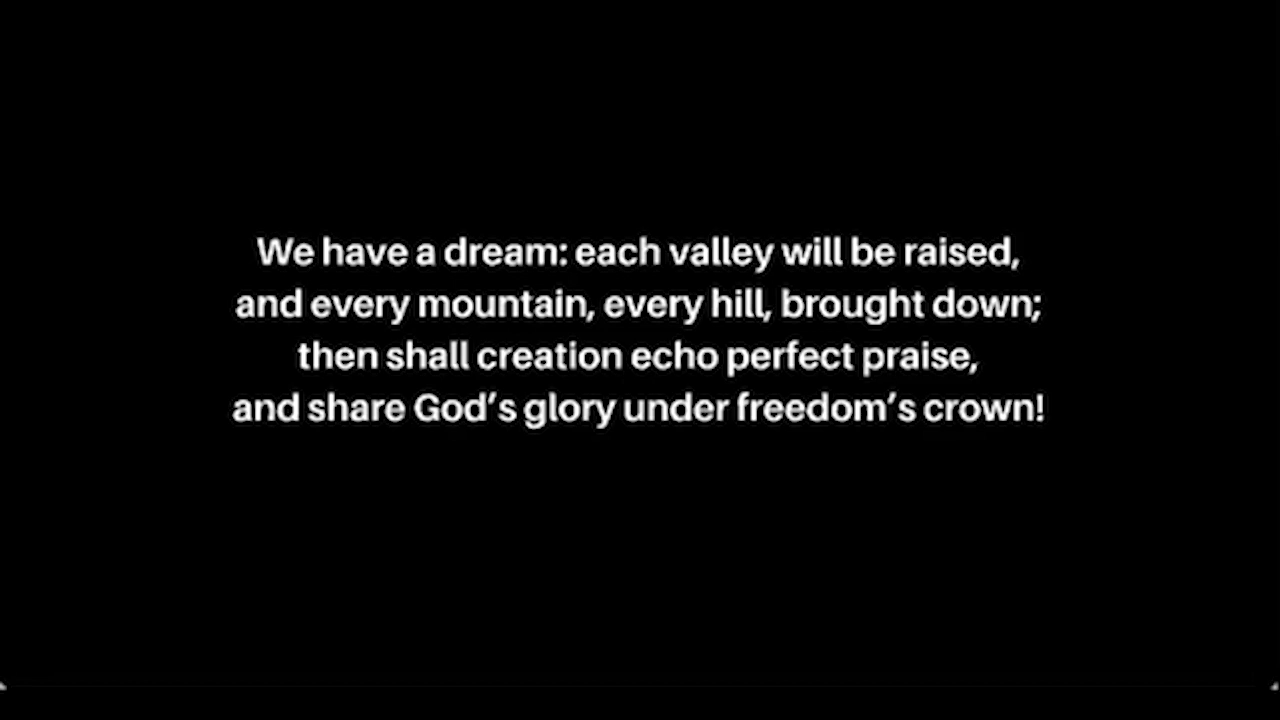 We have a dream: each valley will be raised,
and every mountain, every hill, brought down;
then shall creation echo perfect praise,
and share God’s glory under freedom’s crown!